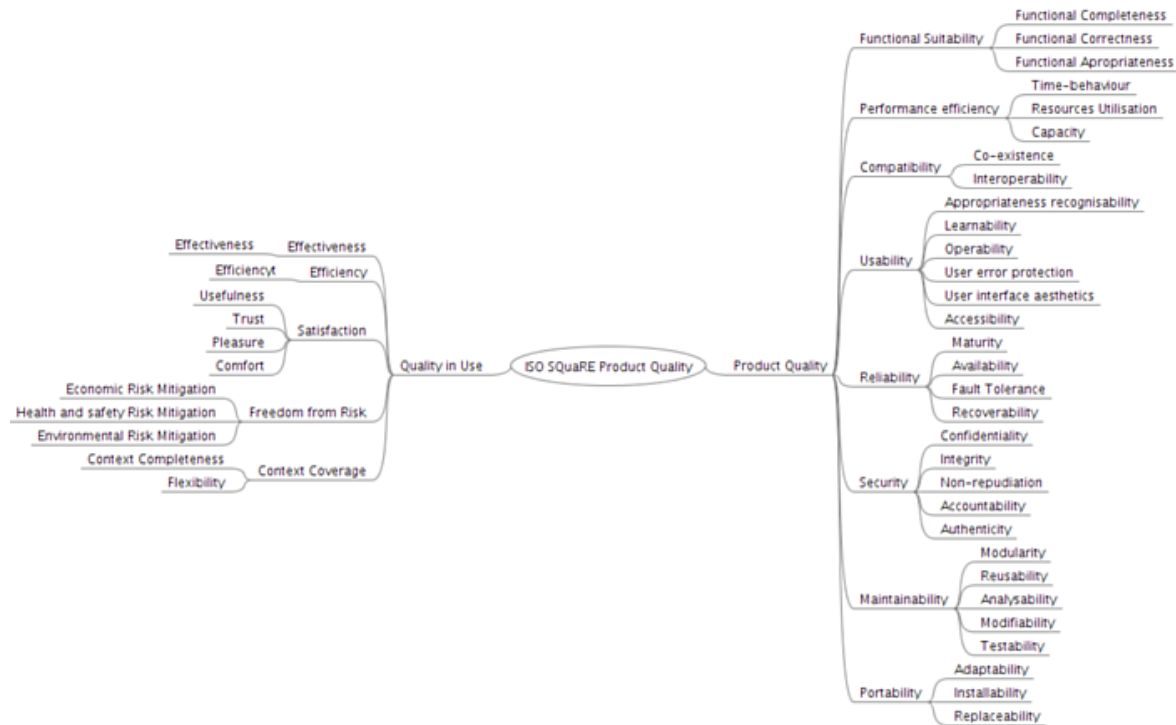 Functional Completeness
Functional Suitability
Functional Correctness
Functional Apropriateness
Time-behaviour
Performance efficiency
Resources Utilisation
Capacity
Co-existence
Compatibility
Interoperability
Appropriateness recognisability
Learnability
Operability
Usability
User error protection
User interface aesthetics
Accessibility
Effectiveness
Effectiveness
Efficiencyt
Efficiency
Usefulness
Trust
Satisfaction
Pleasure
Comfort
Quality in Use
ISO SQuaRE Product Quality
Product Quality
Economic Risk Mitigation
Health and safety Risk Mitigation
Freedom from Risk
Environmental Risk Mitigation
Context Completeness
Context Coverage
Flexibility
Maturity
Availability
Reliability
Fault Tolerance
Recoverability
Confidentiality
Integrity
Security
Non-repudiation
Accountability
Authenticity
Modularity
Reusability
Maintainability
Analysability
Modifiability
Testability
Adaptability
Portability
Installability
Replaceability